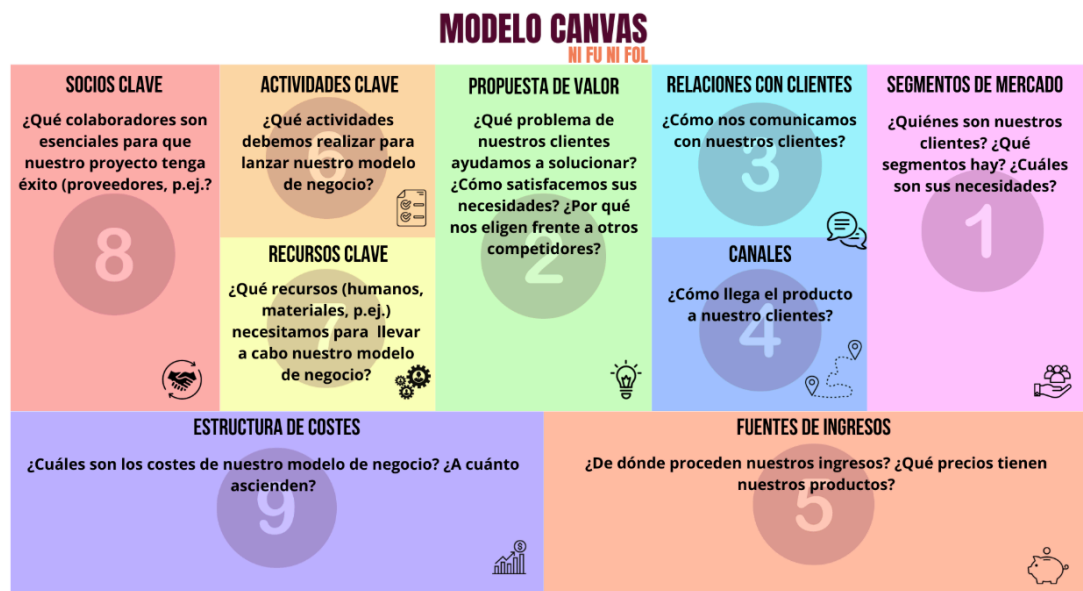 MODELO CANVAS
NI FU NI FOL
SOCIOS CLAVE
¿Qué colaboradores son
esenciales para que
nuestro proyecto tenga
éxito (proveedores, p.ej.?
8
ACTIVIDADES CLAVE
¿Qué actividades
debemos realizar para
lanzar nuestro modelo
de negocio?
6
RECURSOS CLAVE
¿Qué recursos (humanos,
materiales, p.ej.)
necesitamos para llevar
a cabo nuestro modelo
de negocio?
7
PROPUESTA DE VALOR
¿Qué problema de
nuestros clientes
ayudamos a solucionar?
¿Cómo satisfacemos sus
necesidades? ¿Por qué
nos eligen frente a otros
competidores?
2
RELACIONES CON CLIENTES
¿Cómo nos comunicamos
con nuestros clientes?
3
CANALES
¿Cómo llega el producto
a nuestro clientes?
4
SEGMENTOS DE MERCADO
¿Quiénes son nuestros
clientes? ¿Qué
segmentos hay? ¿Cuáles
son sus necesidades?
1
ESTRUCTURA DE COSTES
¿Cuáles son los costes de nuestro modelo de negocio? ¿A cuánto
ascienden?
9
$
FUENTES DE INGRESOS
¿De dónde proceden nuestros ingresos? ¿Qué precios tienen
nuestros productos?
5